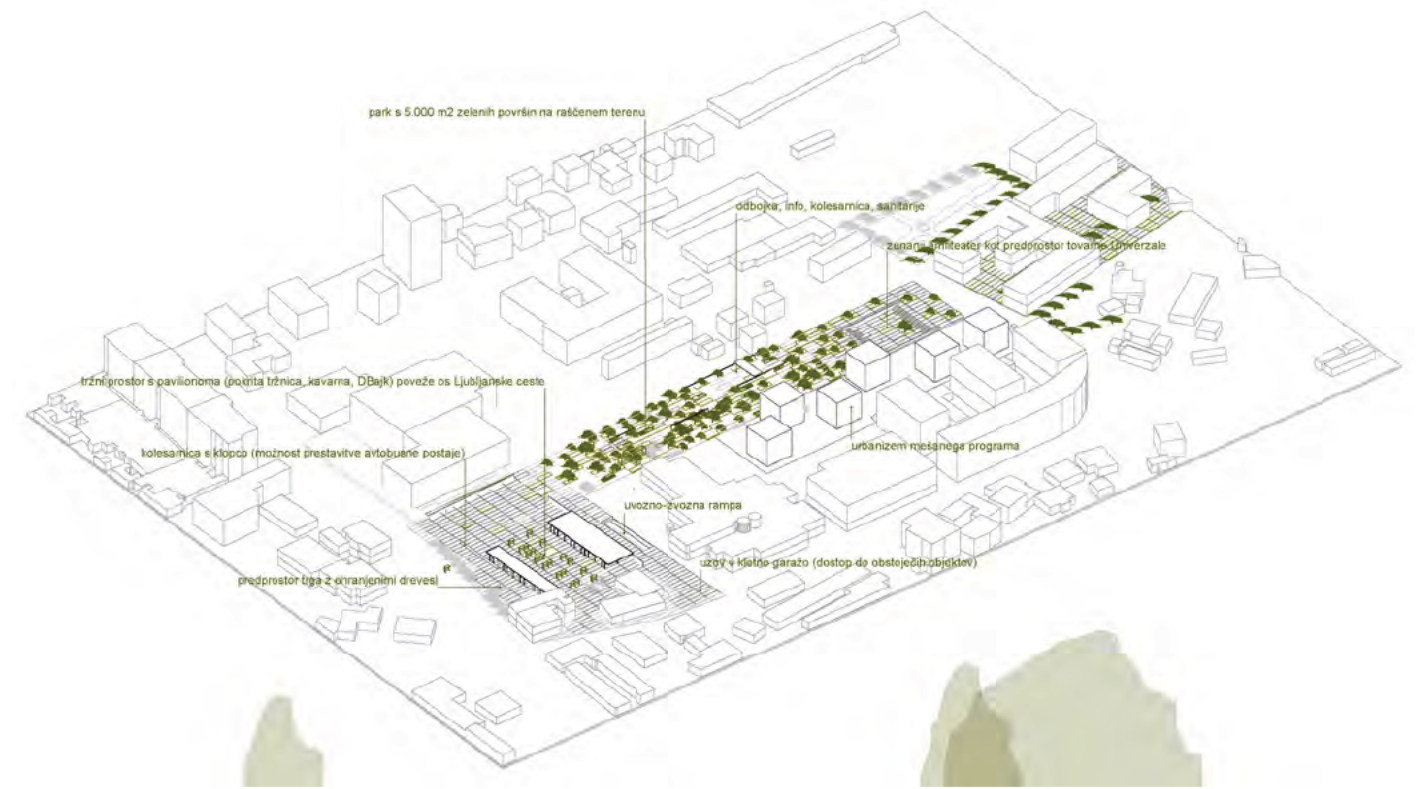 park s 5.000 m2 zelenih površin na raščenem terenu
odbojka, info, kolesarnica, sanitarije
zunanji amfiteater kot predprostor tovarne Univerzale
tržni prostor s paviljonoma (pokrita tržnica, kavarna, DBajk) poveže os Ljubljanske ceste
kolesarnica s klopco (možnost prestavitve avtobusne postaje)
urbanizem mešanega programa
uvozno-izvozna rampa
uvoz v kletno garažo (dostop do obstoječih objektov)
predprostor trga z ohranjenimi drevesi